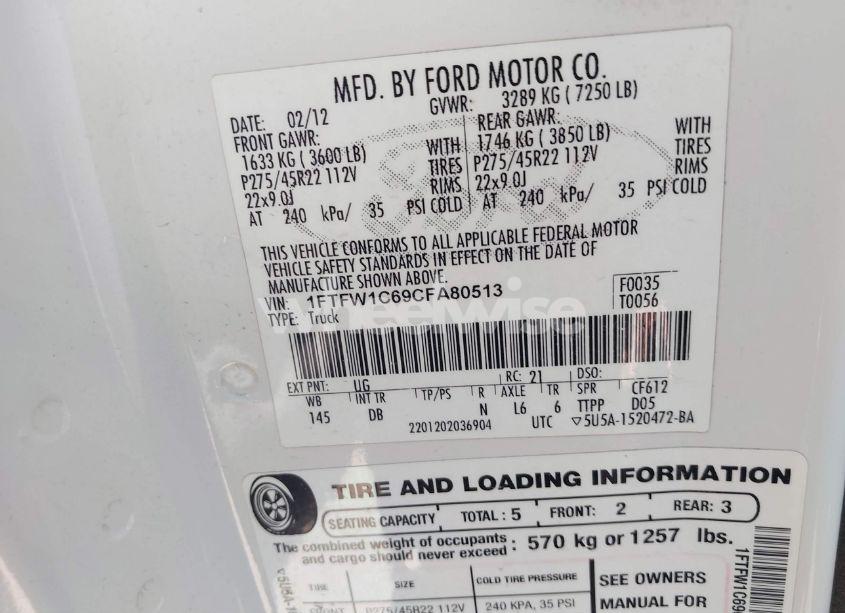 MFD. BY FORD MOTOR CO.
DATE: 02/12 GVWR: 3289 KG ( 7250 LB)
FRONT GAWR: REAR GAWR:
1633 KG ( 3600 LB) WITH 1746 KG ( 3850 LB) WITH
P275/45R22 112V TIRES P275/45R22 112V TIRES
22x9.0J RIMS 22x9.0J RIMS
AT 240 kPa/ 35 PSI COLD AT 240 kPa/ 35 PSI COLD
THIS VEHICLE CONFORMS TO ALL APPLICABLE FEDERAL MOTOR
VEHICLE SAFETY STANDARDS IN EFFECT ON THE DATE OF
MANUFACTURE SHOWN ABOVE.
VIN: 1FTFW1C69CFA80513 F0035
TYPE: Truck T0056
wheelwise
EXT PNT: UG RC: 21 DSO:
WB INT TR TP/PS R AXLE TR SPR CF612
145 DB N L6 6 TTPP D05
2201202036904 UTC ▽5U5A-1520472-BA
TIRE AND LOADING INFORMATION
SEATING CAPACITY TOTAL: 5 FRONT: 2 REAR: 3
The combined weight of occupants and cargo should never exceed: 570 kg or 1257 lbs.
TIRE SIZE COLD TIRE PRESSURE SEE OWNERS
FRONT P275/45R22 112V 240 KPA, 35 PSI MANUAL FOR
1FTFW1C69